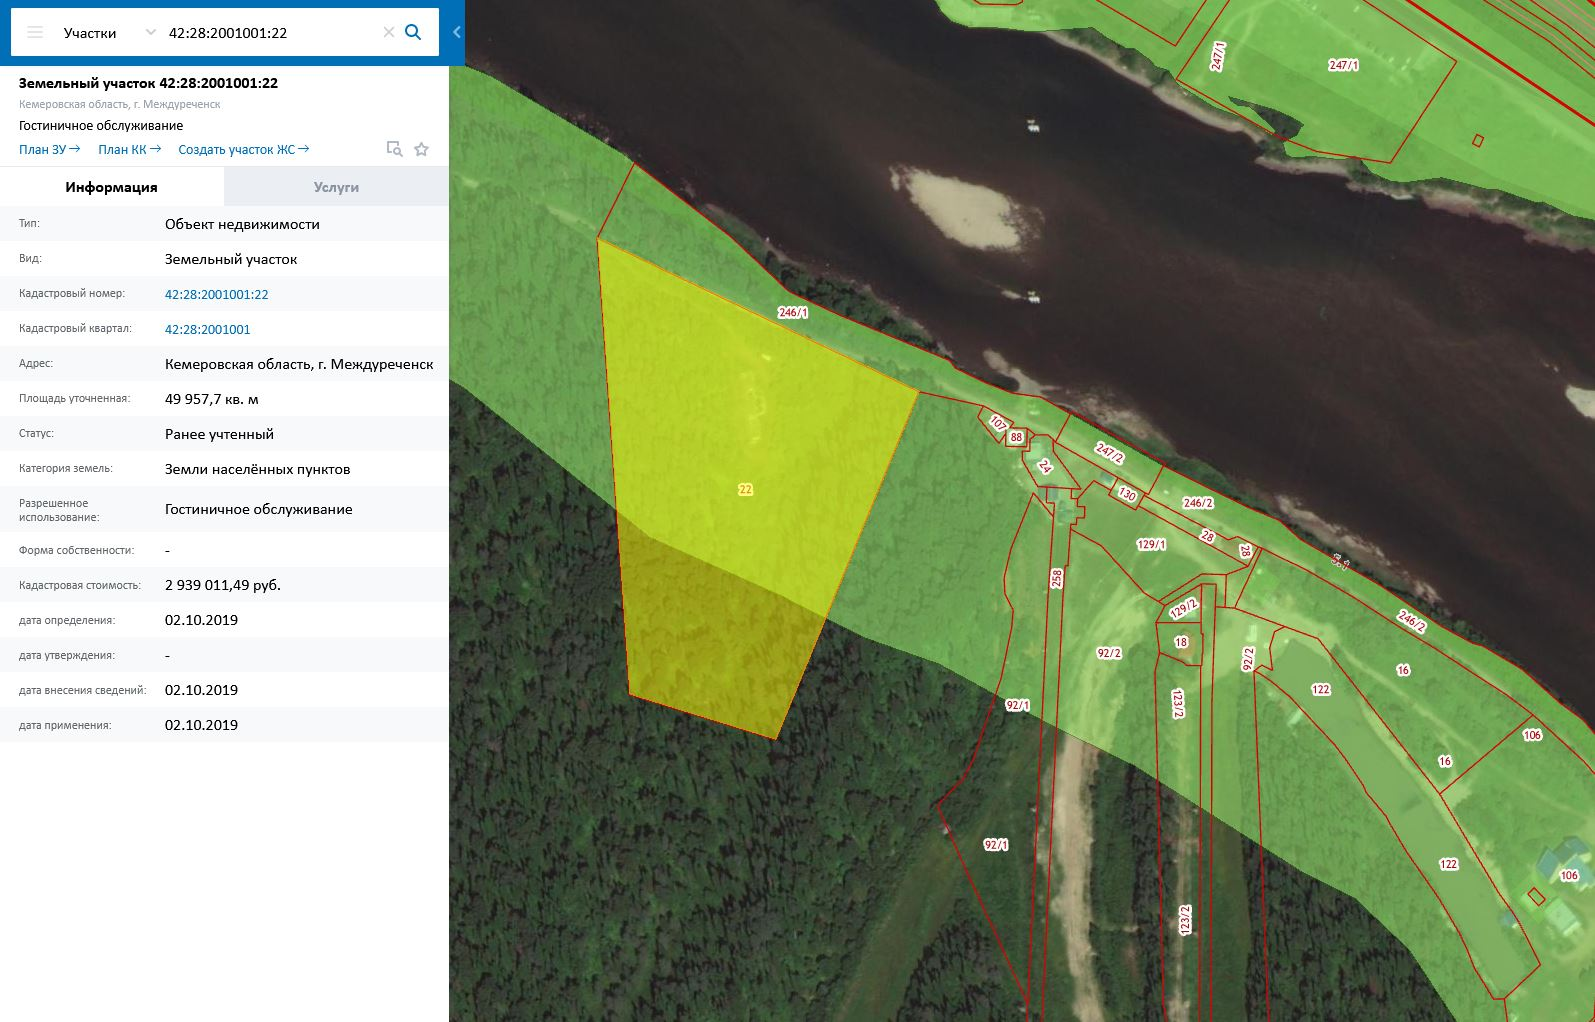 Участки
42:28:2001001:22
Земельный участок 42:28:2001001:22
Кемеровская область, г. Междуреченск
Гостиничное обслуживание
План ЗУ→ План КК→ Создать участок ЖС→
Информация Услуги
Тип: Объект недвижимости
Вид: Земельный участок
Кадастровый номер: 42:28:2001001:22
Кадастровый квартал: 42:28:2001001
Адрес: Кемеровская область, г. Междуреченск
Площадь уточненная: 49 957,7 кв. м
Статус: Ранее учтенный
Категория земель: Земли населённых пунктов
Разрешенное
использование: Гостиничное обслуживание
Форма собственности: -
Кадастровая стоимость: 2 939 011,49 руб.
дата определения: 02.10.2019
дата утверждения: -
дата внесения сведений: 02.10.2019
дата применения: 02.10.2019
247/1
247/1
246/1
107
88
247/2
24
22
130
246/2
28
28
129/1
258
129/2
246/2
18
92/2
92/2
16
122
92/1
123/2
106
16
92/1
122
106
123/2